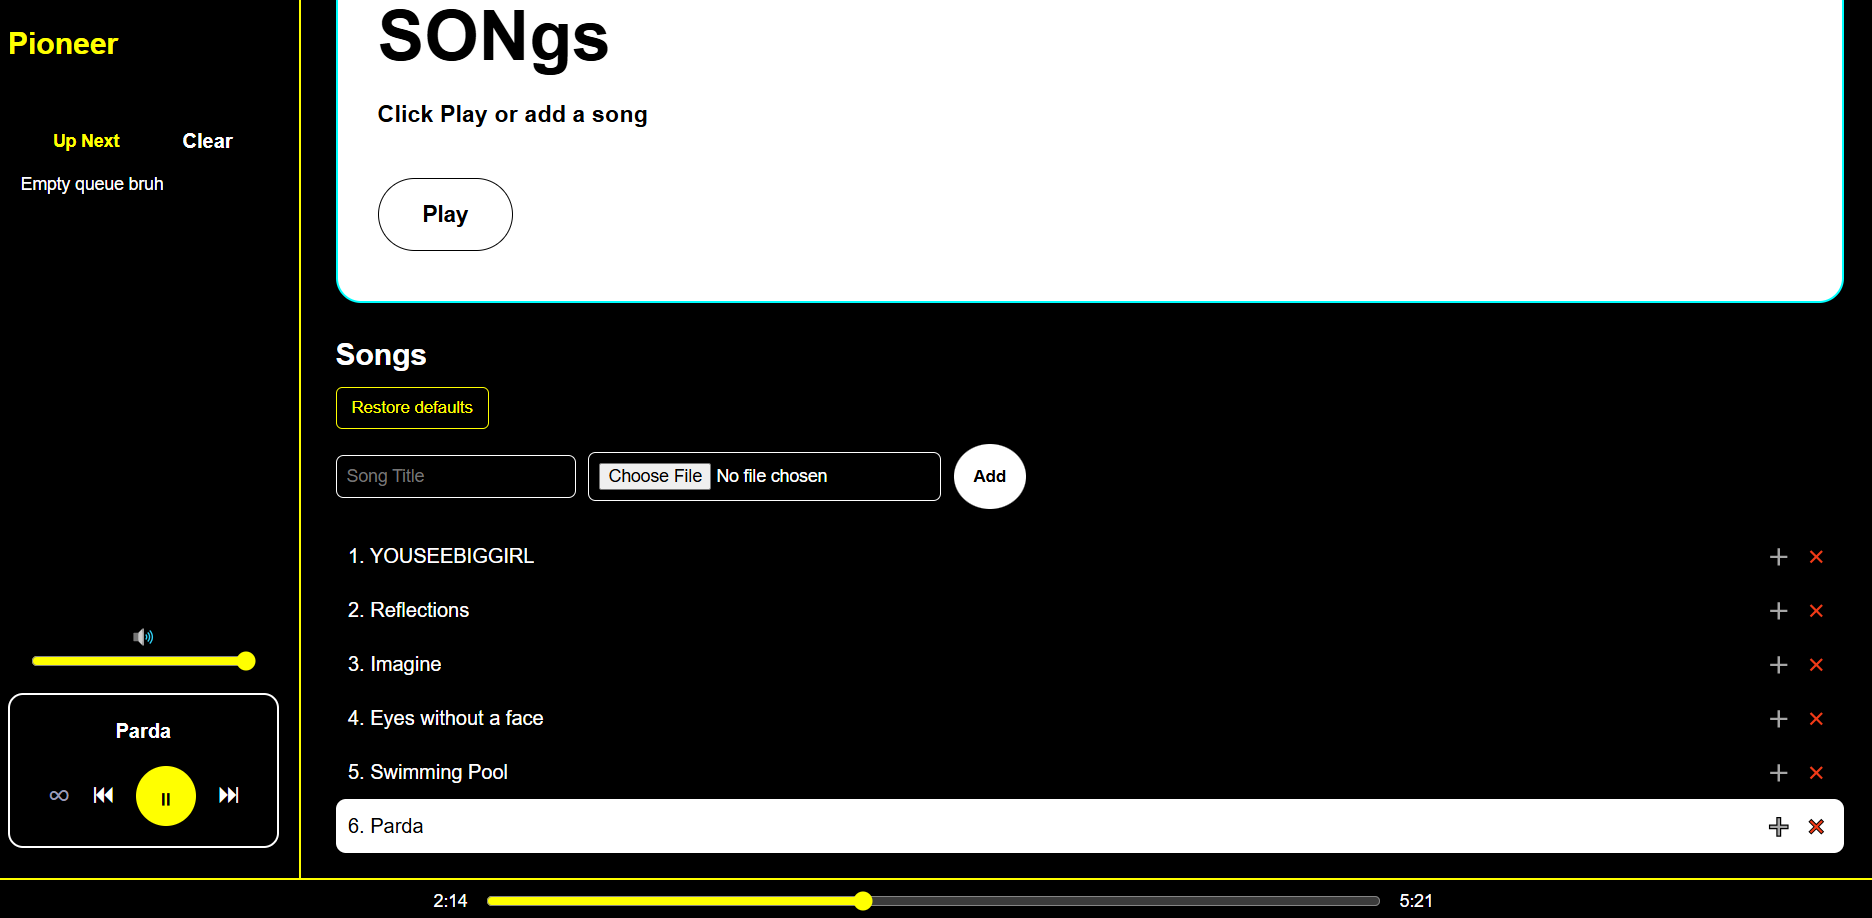 Pioneer
Up Next Clear
Empty queue bruh
Parda
SONgs
Click Play or add a song
Play
Songs
Restore defaults
Song Title Choose File No file chosen Add
1. YOUSEEBIGGIRL
2. Reflections
3. Imagine
4. Eyes without a face
5. Swimming Pool
6. Parda
2:14 5:21